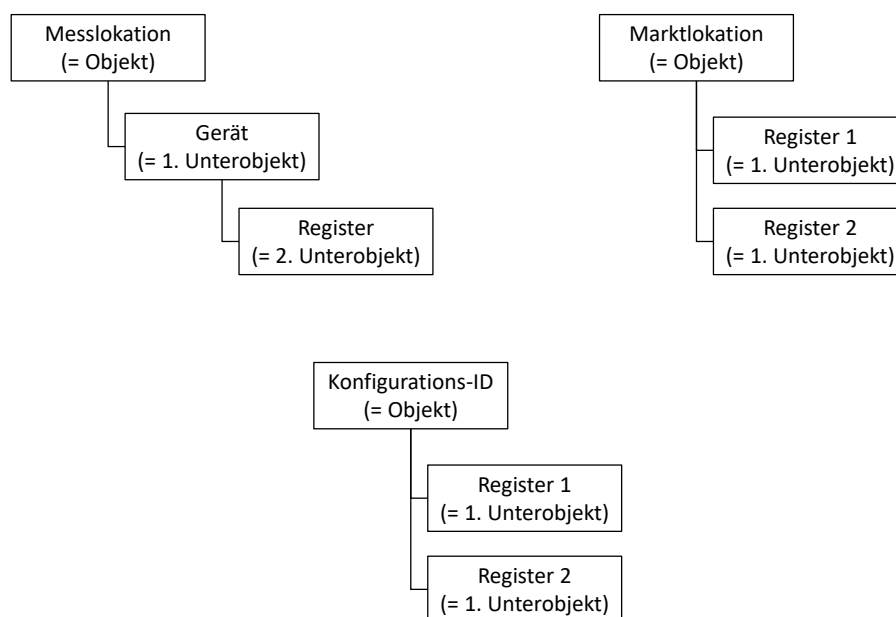 Messlokation
(= Objekt)
Gerät
(= 1. Unterobjekt)
Register
(= 2. Unterobjekt)
Marktlokation
(= Objekt)
Register 1
(= 1. Unterobjekt)
Register 2
(= 1. Unterobjekt)
Konfigurations-ID
(= Objekt)
Register 1
(= 1. Unterobjekt)
Register 2
(= 1. Unterobjekt)